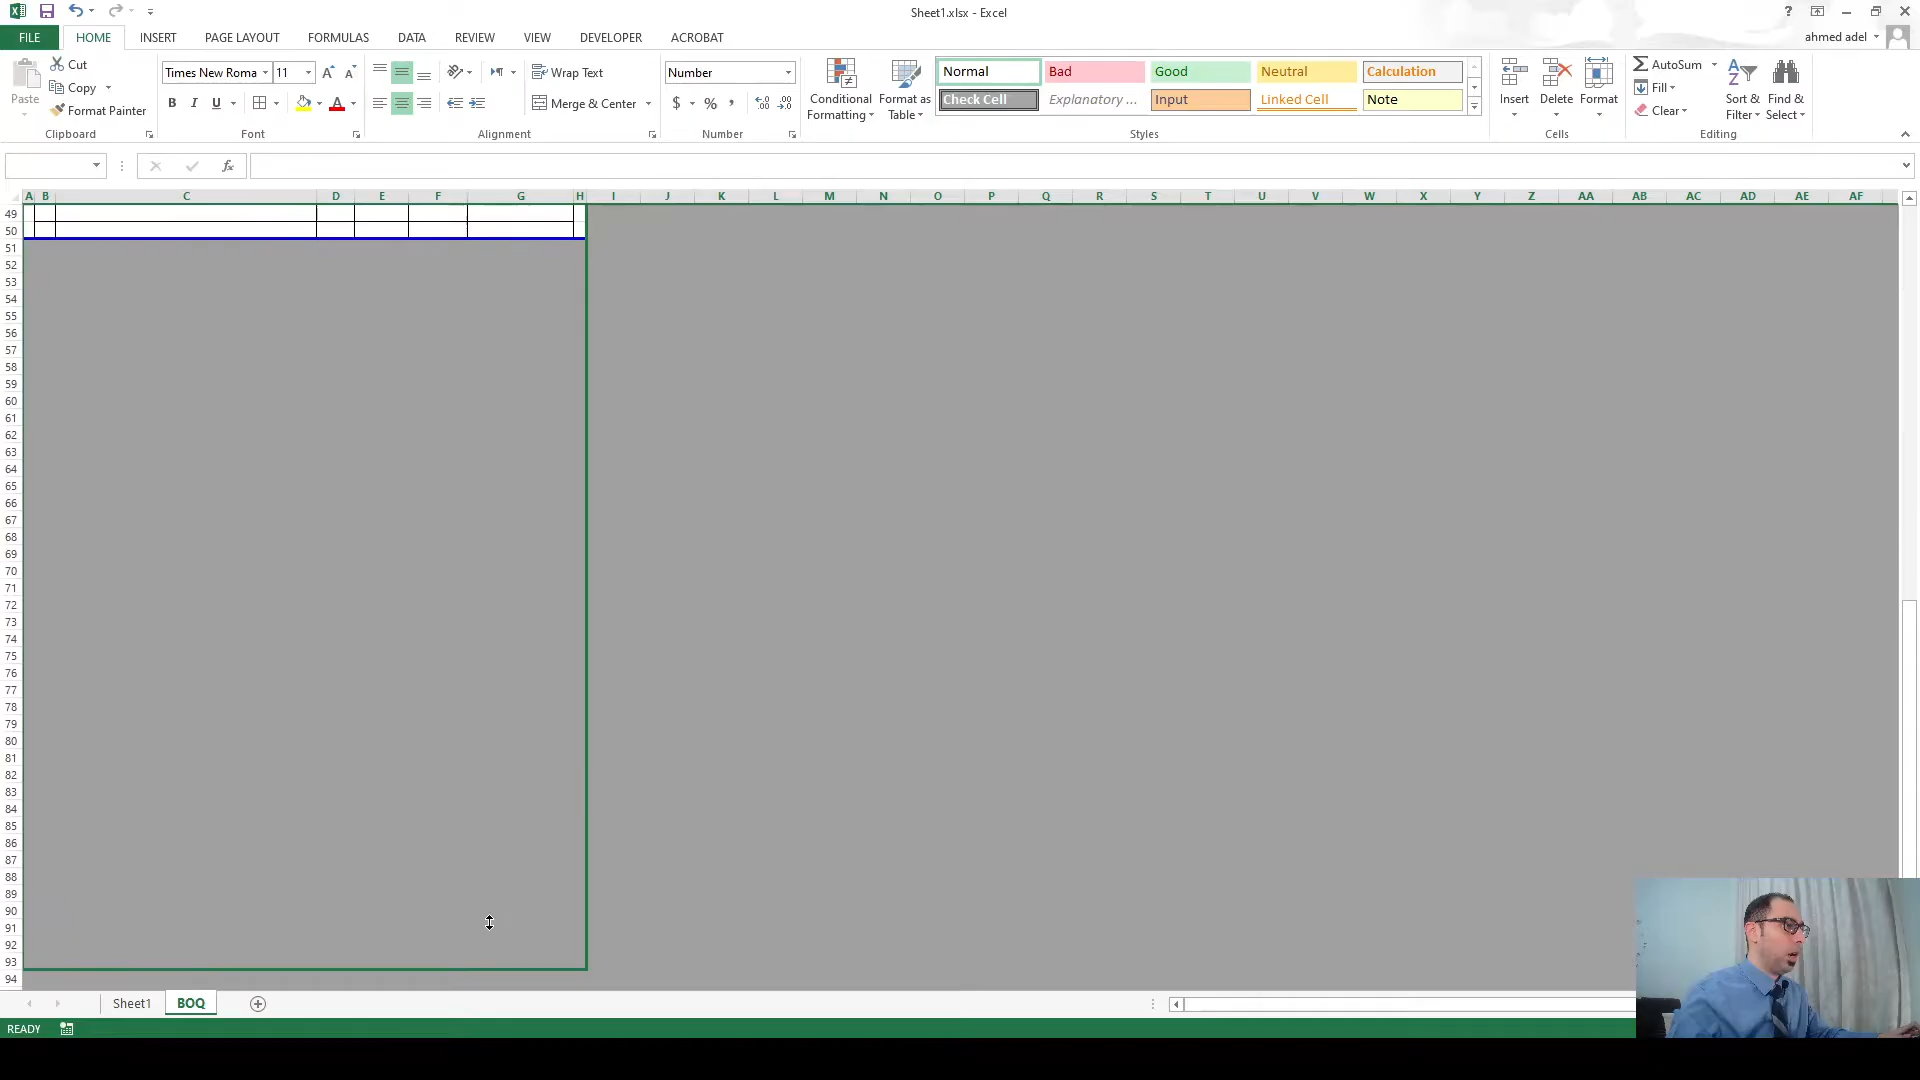 Sheet1.xlsx - Excel
FILE HOME INSERT PAGE LAYOUT FORMULAS DATA REVIEW VIEW DEVELOPER ACROBAT ahmed adel
Paste
Cut
Copy
Format Painter
Clipboard
Times New Roma 11
B I U
Font
Wrap Text
Merge & Center
Alignment
Number
$ % ,
Number
Conditional Formatting
Format as Table
Normal Bad Good Neutral Calculation
Check Cell Explanatory ... Input Linked Cell Note
Styles
Insert Delete Format
Cells
AutoSum
Fill
Clear
Sort & Filter
Find & Select
Editing
fx
A B C D E F G H I J K L M N O P Q R S T U V W X Y Z AA AB AC AD AE AF
49
50
51
52
53
54
55
56
57
58
59
60
61
62
63
64
65
66
67
68
69
70
71
72
73
74
75
76
77
78
79
80
81
82
83
84
85
86
87
88
89
90
91
92
93
94
Sheet1 BOQ
READY